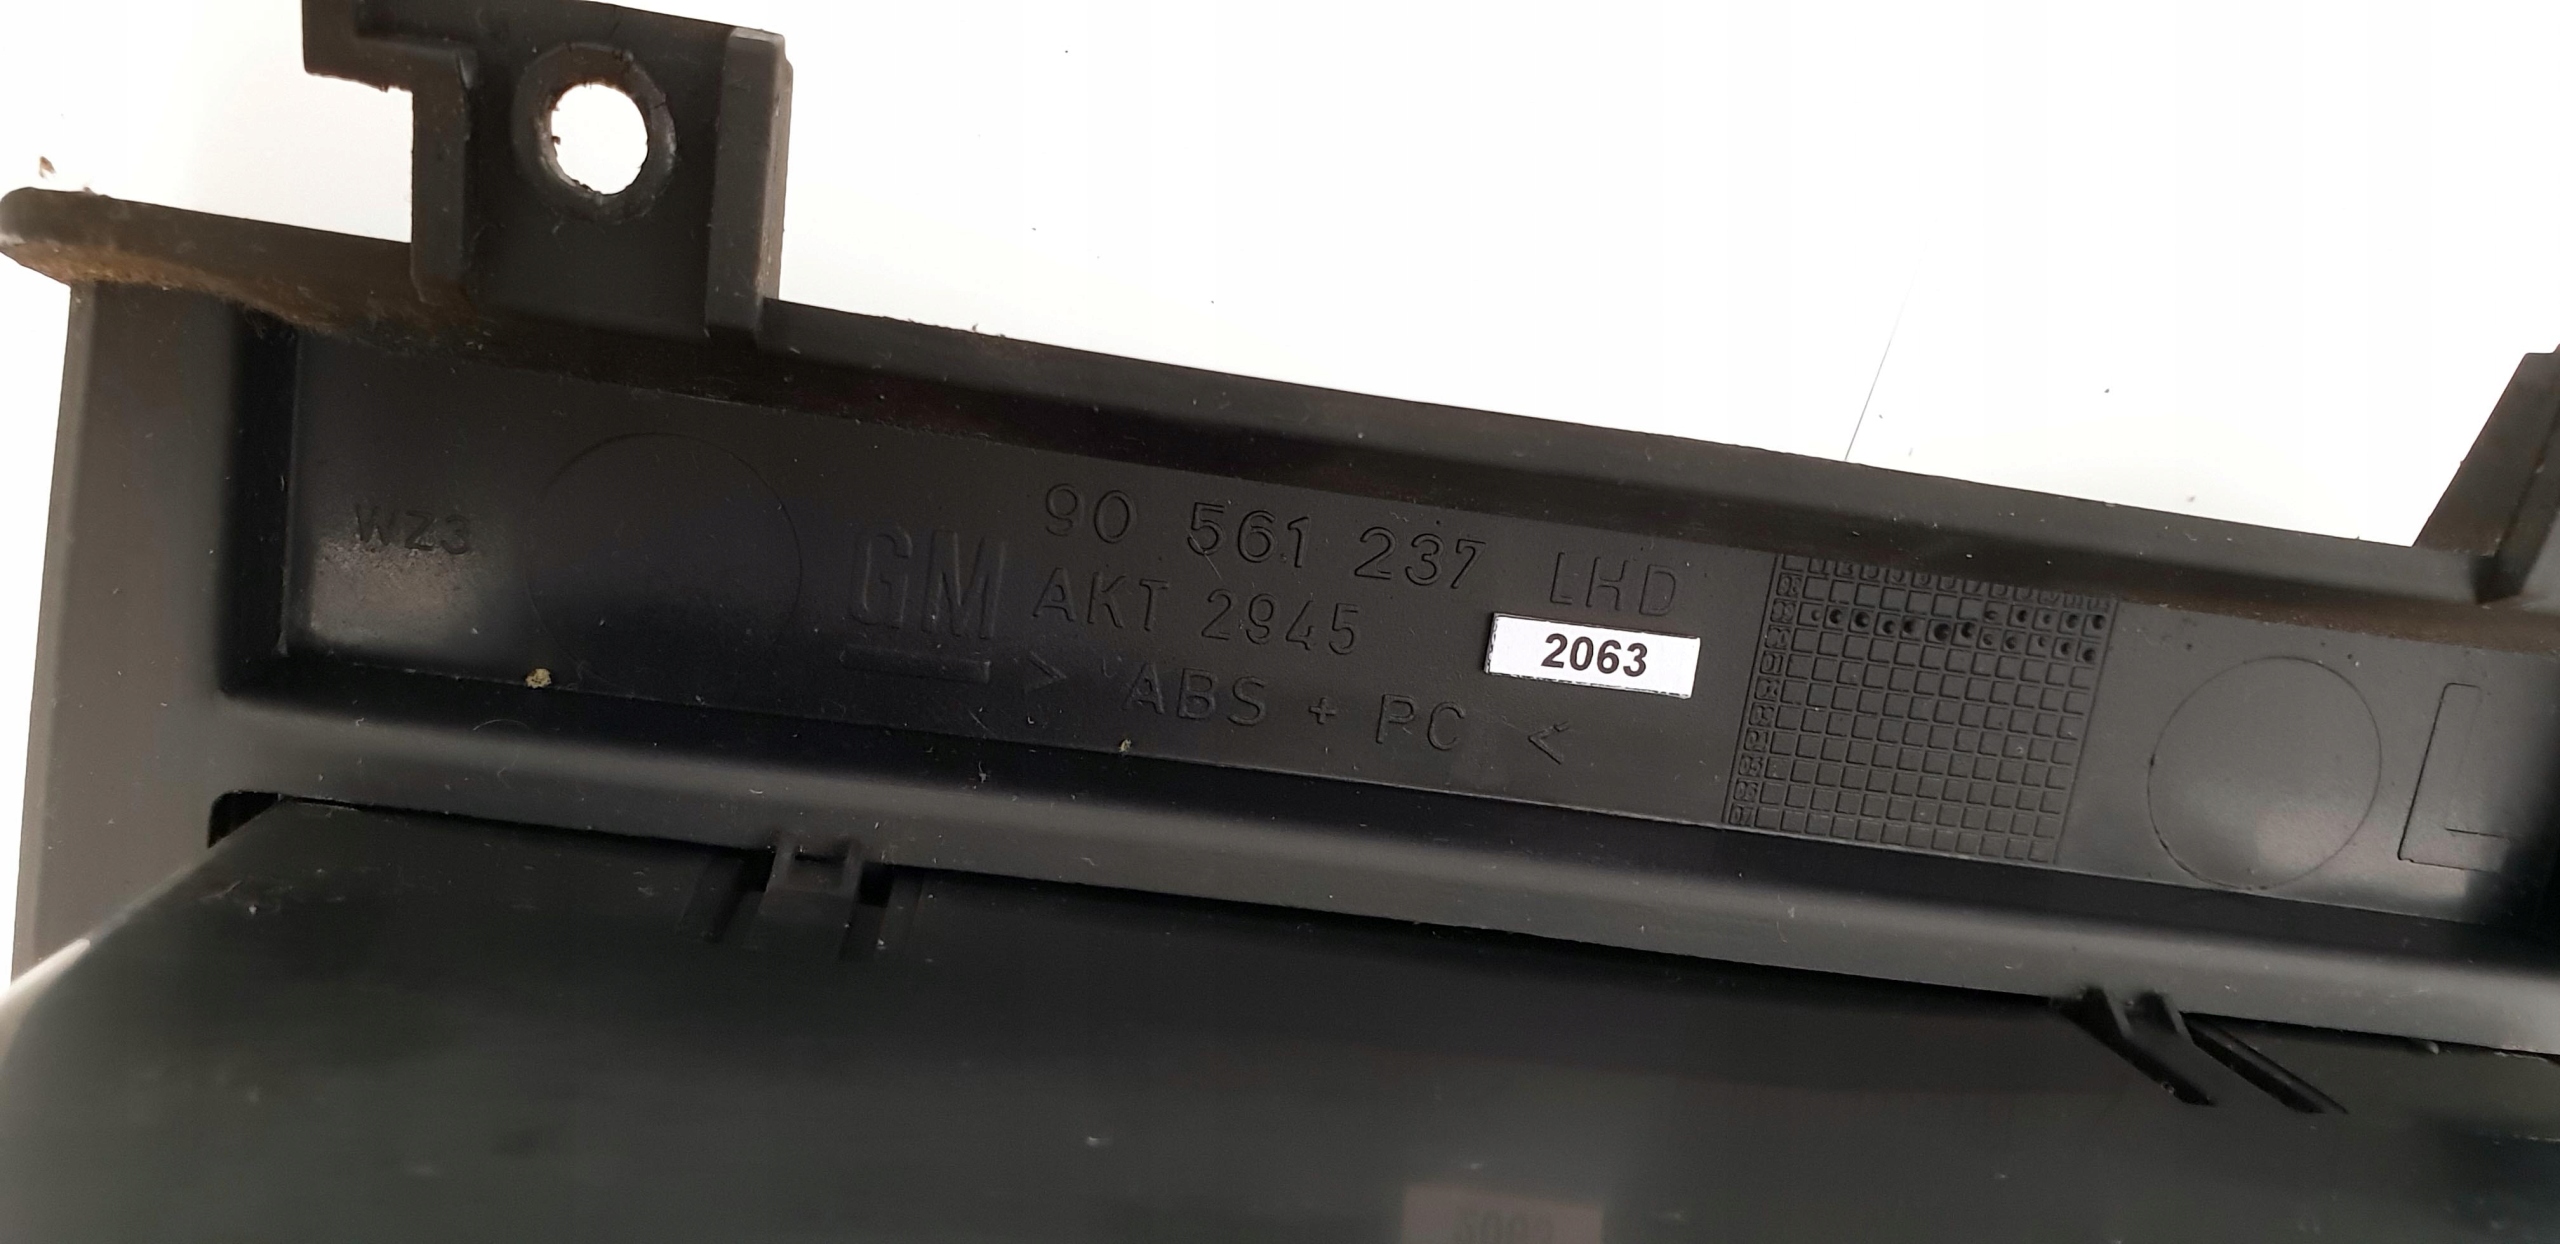 WZ3
90 561 237 LHD
GM AKT 2945
2063
> ABS + PC <